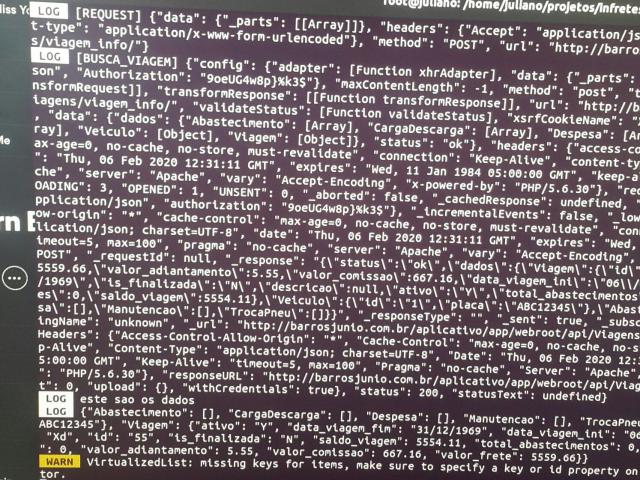 root@juliano: /home/juliano/projetos/infretes
iss Yo
LOG [REQUEST] {"data": {"_parts": [[Array]]}, "headers": {"Accept": "application/js
t-type": "application/x-www-form-urlencoded"}, "method": "POST", "url": "http://barro
s/viagem_info/"}
LOG [BUSCA_VIAGEM] {"config": {"adapter": [Function xhrAdapter], "data": {"_parts":
son", "Authorization": "9oeUG4w8p}%k3$"}, "maxContentLength": -1, "method": "post", "t
nsformRequest]], "transformResponse": [[Function transformResponse]], "url": "http://b
iagens/viagem_info/", "validateStatus": [Function validateStatus], "xsrfCookieName":
, "data": {"dados": {"Abastecimento": [Array], "CargaDescarga": [Array], "Despesa": [A
ray], "Veiculo": [Object], "Viagem": [Object]}, "status": "ok"}, "headers": {"access-co
ax-age=0, no-cache, no-store, must-revalidate", "connection": "Keep-Alive", "content-typ
": "Thu, 06 Feb 2020 12:31:11 GMT", "expires": "Wed, 11 Jan 1984 05:00:00 GMT", "keep-a
che", "server": "Apache", "vary": "Accept-Encoding", "x-powered-by": "PHP/5.6.30"}, "re
OADING": 3, "OPENED": 1, "UNSENT": 0, "_aborted": false, "_cachedResponse": undefined,
pplication/json", "authorization": "9oeUG4w8p}%k3$"}, "_incrementalEvents": false, "_low
ow-origin": "*", "cache-control": "max-age=0, no-cache, no-store, must-revalidate", "con
lication/json; charset=UTF-8", "date": "Thu, 06 Feb 2020 12:31:11 GMT", "expires": "Wed
imeout=5, max=100", "pragma": "no-cache", "server": "Apache", "vary": "Accept-Encoding",
POST", "_requestId": null, "_response": "{\"status\":\"ok\",\"dados\":{\"Viagem\":{\"id\
5559.66,\"valor_adiantamento\":5.55,\"valor_comissao\":667.16,\"data_viagem_ini\":\"06\\/
/1969\",\"is_finalizada\":\"N\",\"descricao\":null,\"ativo\":\"Y\",\"total_abastecimentos
es\":0,\"saldo_viagem\":5554.11},\"Veiculo\":{\"id\":\"1\",\"placa\":\"ABC12345\"},\"Abaste
sa\":[],\"Manutencao\":[],\"TrocaPneu\":[]}}", "_responseType": "", "_sent": true, "_subsc
ingName": "unknown", "_url": "http://barrosjunio.com.br/aplicativo/app/webroot/api/viagens
Headers": {"Access-Control-Allow-Origin": "*", "Cache-Control": "max-age=0, no-cache, no-s
p-Alive", "Content-Type": "application/json; charset=UTF-8", "Date": "Thu, 06 Feb 2020 12:
5:00:00 GMT", "Keep-Alive": "timeout=5, max=100", "Pragma": "no-cache", "Server": "Apache",
": "PHP/5.6.30"}, "responseURL": "http://barrosjunio.com.br/aplicativo/app/webroot/api/viag
t": 0, "upload": {}, "withCredentials": true}, "status": 200, "statusText": undefined}
LOG este sao os dados
LOG {"Abastecimento": [], "CargaDescarga": [], "Despesa": [], "Manutencao": [], "TrocaPneu
ABC12345"}, "Viagem": {"ativo": "Y", "data_viagem_fim": "31/12/1969", "data_viagem_ini": "06
"Xd", "id": "55", "is_finalizada": "N", "saldo_viagem": 5554.11, "total_abastecimentos": 0,
": 0, "valor_adiantamento": 5.55, "valor_comissao": 667.16, "valor_frete": 5559.66}}
WARN VirtualizedList: missing keys for items, make sure to specify a key or id property on
tor.
Me
rn E